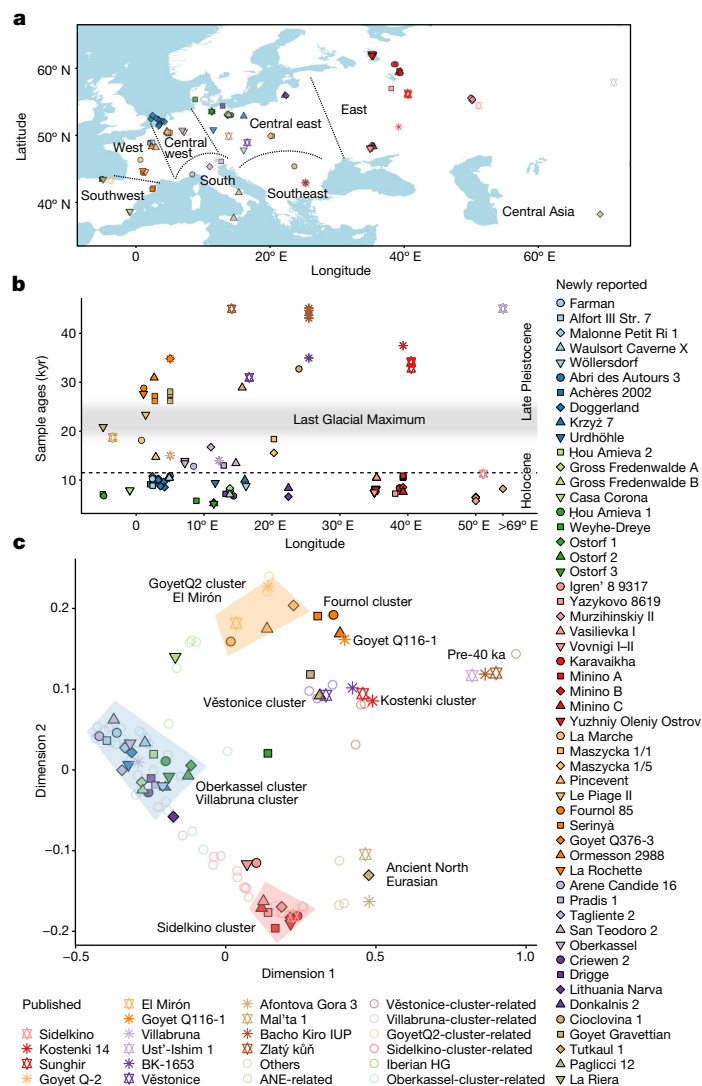 a
60° N
50° N
40° N
Latitude
West
Central
west
Central east
East
Southwest
South
Southeast
Central Asia
0
20° E
40° E
60° E
Longitude
b
Sample ages (kyr)
40
30
20
10
Last Glacial Maximum
Late Pleistocene
Holocene
0
10° E
20° E
30° E
40° E
50° E
>69° E
Longitude
c
Dimension 2
0.2
0.1
0
−0.1
−0.2
GoyetQ2 cluster
El Mirón
Fournol cluster
Goyet Q116-1
Pre-40 ka
Věstonice cluster
Kostenki cluster
Oberkassel cluster
Villabruna cluster
Ancient North
Eurasian
Sidelkino cluster
−0.5
0
0.5
1.0
Dimension 1
Newly reported
Farman
Alfort III Str. 7
Malonne Petit Ri 1
Waulsort Caverne X
Wöllersdorf
Abri des Autours 3
Achères 2002
Doggerland
Krzyż 7
Urdhöhle
Hou Amieva 2
Gross Fredenwalde A
Gross Fredenwalde B
Casa Corona
Hou Amieva 1
Weyhe-Dreye
Ostorf 1
Ostorf 2
Ostorf 3
Igren' 8 9317
Yazykovo 8619
Murzihinskiy II
Vasilievka I
Vovnigi I–II
Karavaikha
Minino A
Minino B
Minino C
Yuzhniy Oleniy Ostrov
La Marche
Maszycka 1/1
Maszycka 1/5
Pincevent
Le Piage II
Fournol 85
Serinyà
Goyet Q376-3
Ormesson 2988
La Rochette
Arene Candide 16
Pradis 1
Tagliente 2
San Teodoro 2
Oberkassel
Criewen 2
Drigge
Lithuania Narva
Donkalnis 2
Cioclovina 1
Goyet Gravettian
Tutkaul 1
Paglicci 12
La Riera
Published
Sidelkino
Kostenki 14
Sunghir
Goyet Q-2
El Mirón
Goyet Q116-1
Villabruna
Ust'-Ishim 1
BK-1653
Věstonice
Afontova Gora 3
Mal'ta 1
Bacho Kiro IUP
Zlatý kůň
Others
ANE-related
Věstonice-cluster-related
Villabruna-cluster-related
GoyetQ2-cluster-related
Sidelkino-cluster-related
Iberian HG
Oberkassel-cluster-related